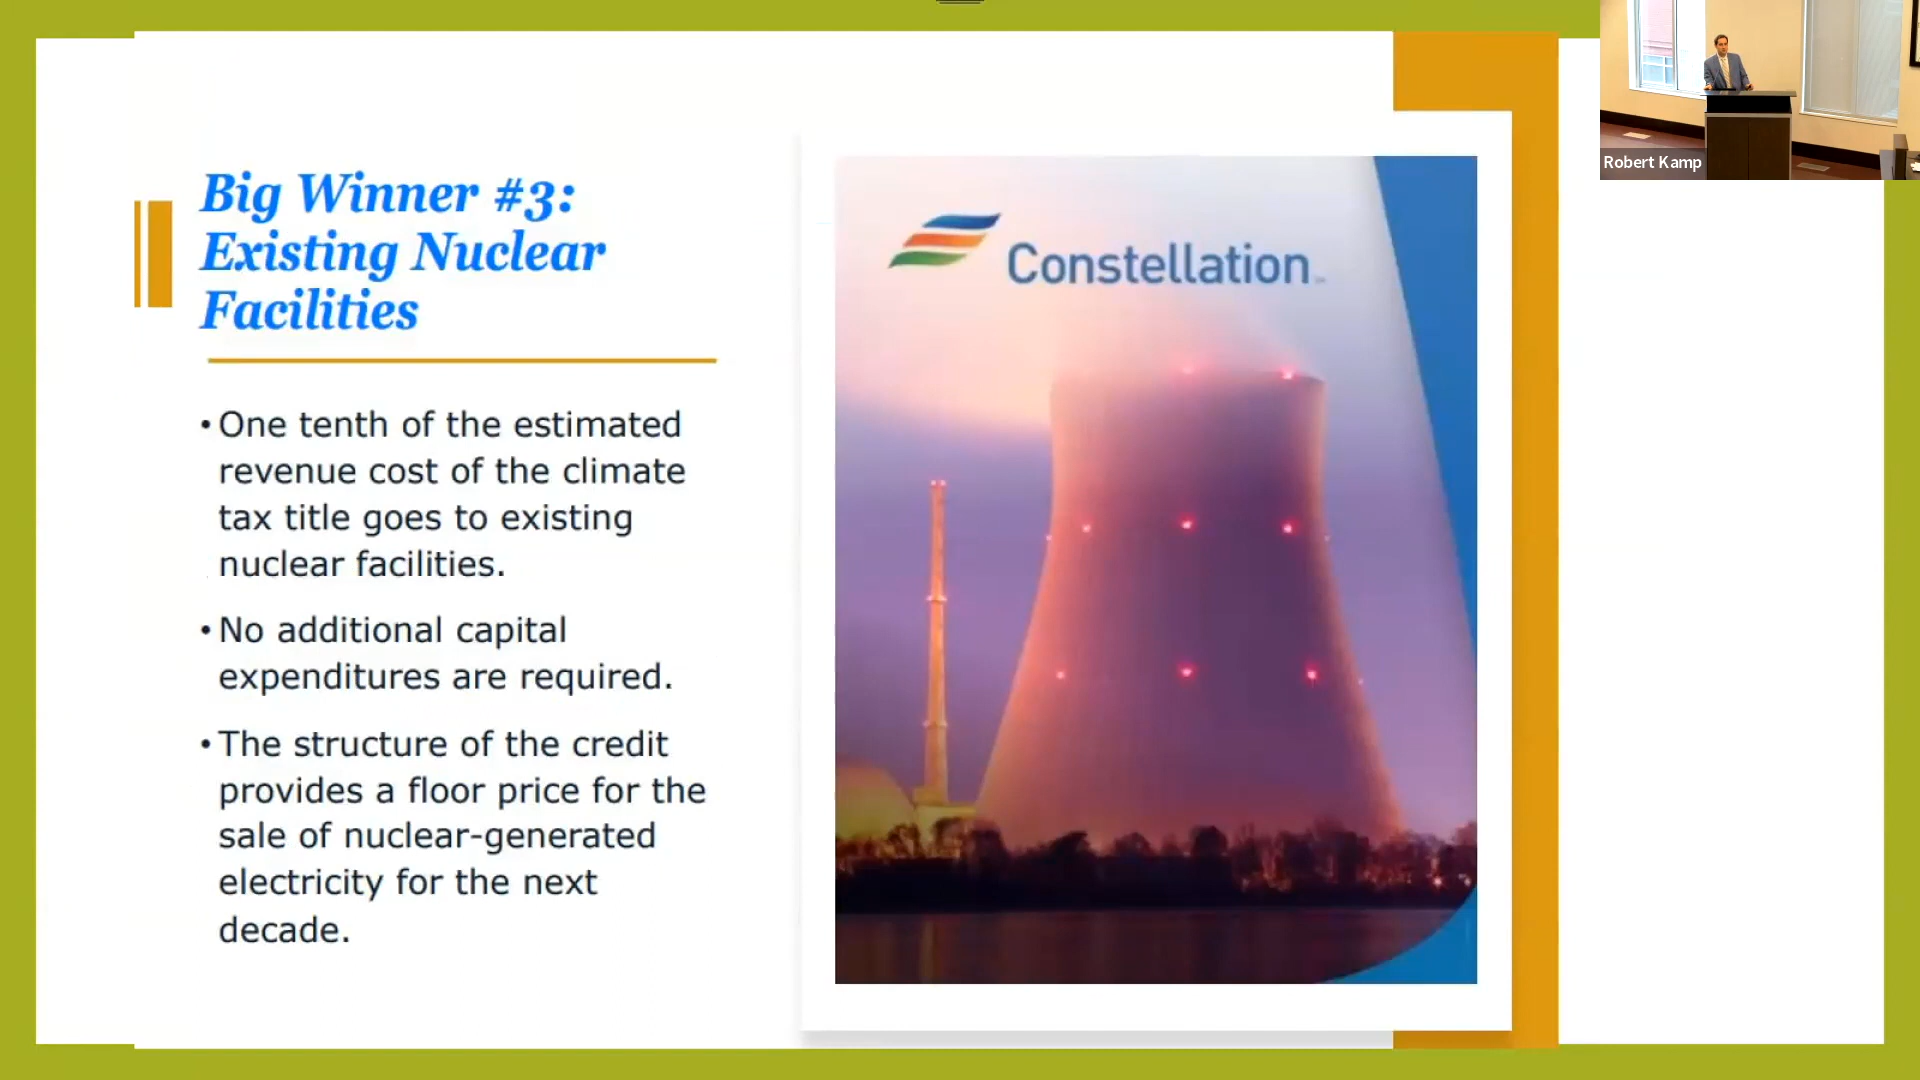 Big Winner #3:
Existing Nuclear
Facilities
• One tenth of the estimated
revenue cost of the climate
tax title goes to existing
nuclear facilities.
• No additional capital
expenditures are required.
• The structure of the credit
provides a floor price for the
sale of nuclear-generated
electricity for the next
decade.
Constellation
Robert Kamp